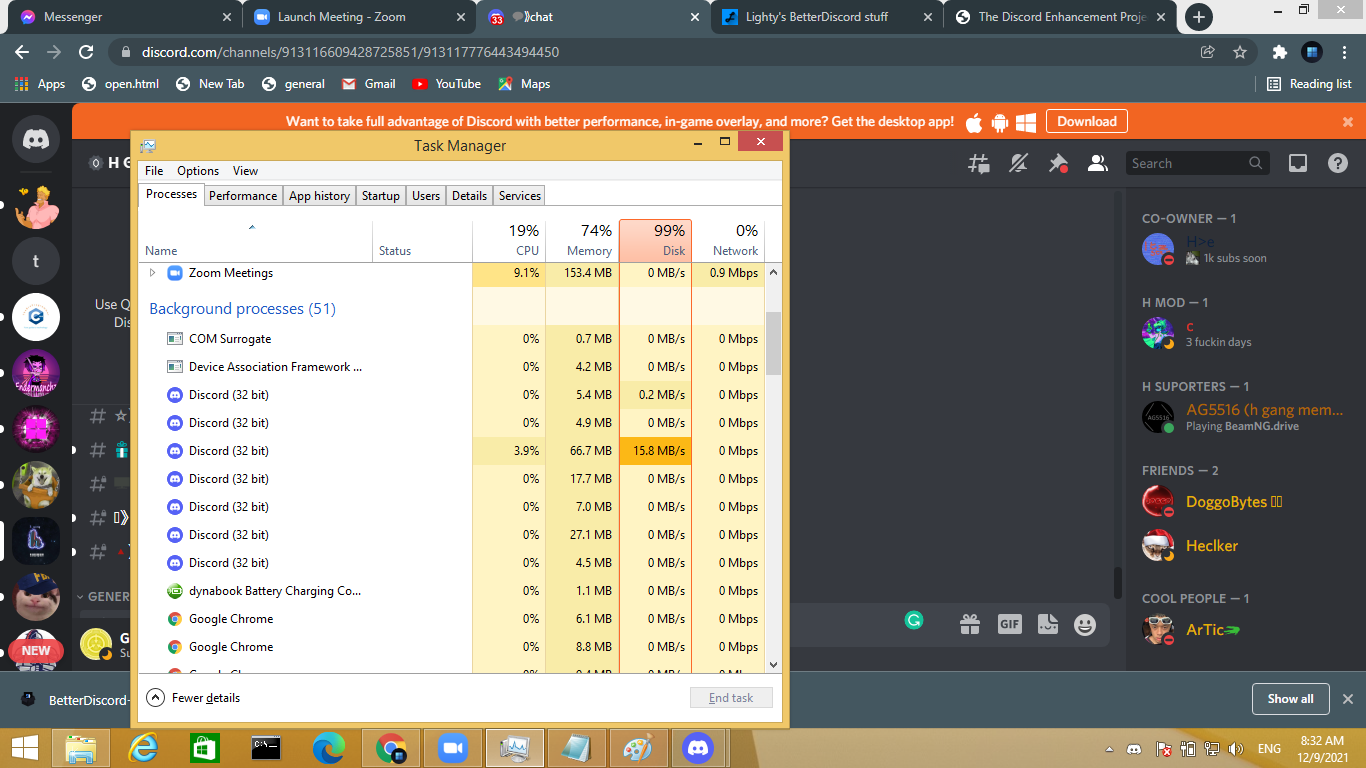 Messenger
Launch Meeting - Zoom
33
chat
Lighty's BetterDiscord stuff
The Discord Enhancement Proje
discord.com/channels/913116609428725851/913117776443494450
Apps
open.html
New Tab
general
Gmail
YouTube
Maps
Reading list
Want to take full advantage of Discord with better performance, in-game overlay, and more? Get the desktop app!
Download
Task Manager
File Options View
Processes Performance App history Startup Users Details Services
19% 74% 99% 0%
Name Status CPU Memory Disk Network
Zoom Meetings 9.1% 153.4 MB 0 MB/s 0.9 Mbps
Background processes (51)
COM Surrogate 0% 0.7 MB 0 MB/s 0 Mbps
Device Association Framework ... 0% 4.2 MB 0 MB/s 0 Mbps
Discord (32 bit) 0% 5.4 MB 0.2 MB/s 0 Mbps
Discord (32 bit) 0% 4.9 MB 0 MB/s 0 Mbps
Discord (32 bit) 3.9% 66.7 MB 15.8 MB/s 0 Mbps
Discord (32 bit) 0% 17.7 MB 0 MB/s 0 Mbps
Discord (32 bit) 0% 7.0 MB 0 MB/s 0 Mbps
Discord (32 bit) 0% 27.1 MB 0 MB/s 0 Mbps
Discord (32 bit) 0% 4.5 MB 0 MB/s 0 Mbps
dynabook Battery Charging Co... 0% 1.1 MB 0 MB/s 0 Mbps
Google Chrome 0% 6.1 MB 0 MB/s 0 Mbps
Google Chrome 0% 8.8 MB 0 MB/s 0 Mbps
Fewer details
End task
H G
t
Use Q
Dis
GENER
G
Su
NEW
Search
CO-OWNER — 1
H>e
1k subs soon
H MOD — 1
c
3 fuckin days
H SUPORTERS — 1
AG5516
AG5516 (h gang mem...
Playing BeamNG.drive
FRIENDS — 2
DoggoBytes
Heclker
COOL PEOPLE — 1
ArTic
GIF
BetterDiscord-
Show all
ENG
8:32 AM
12/9/2021